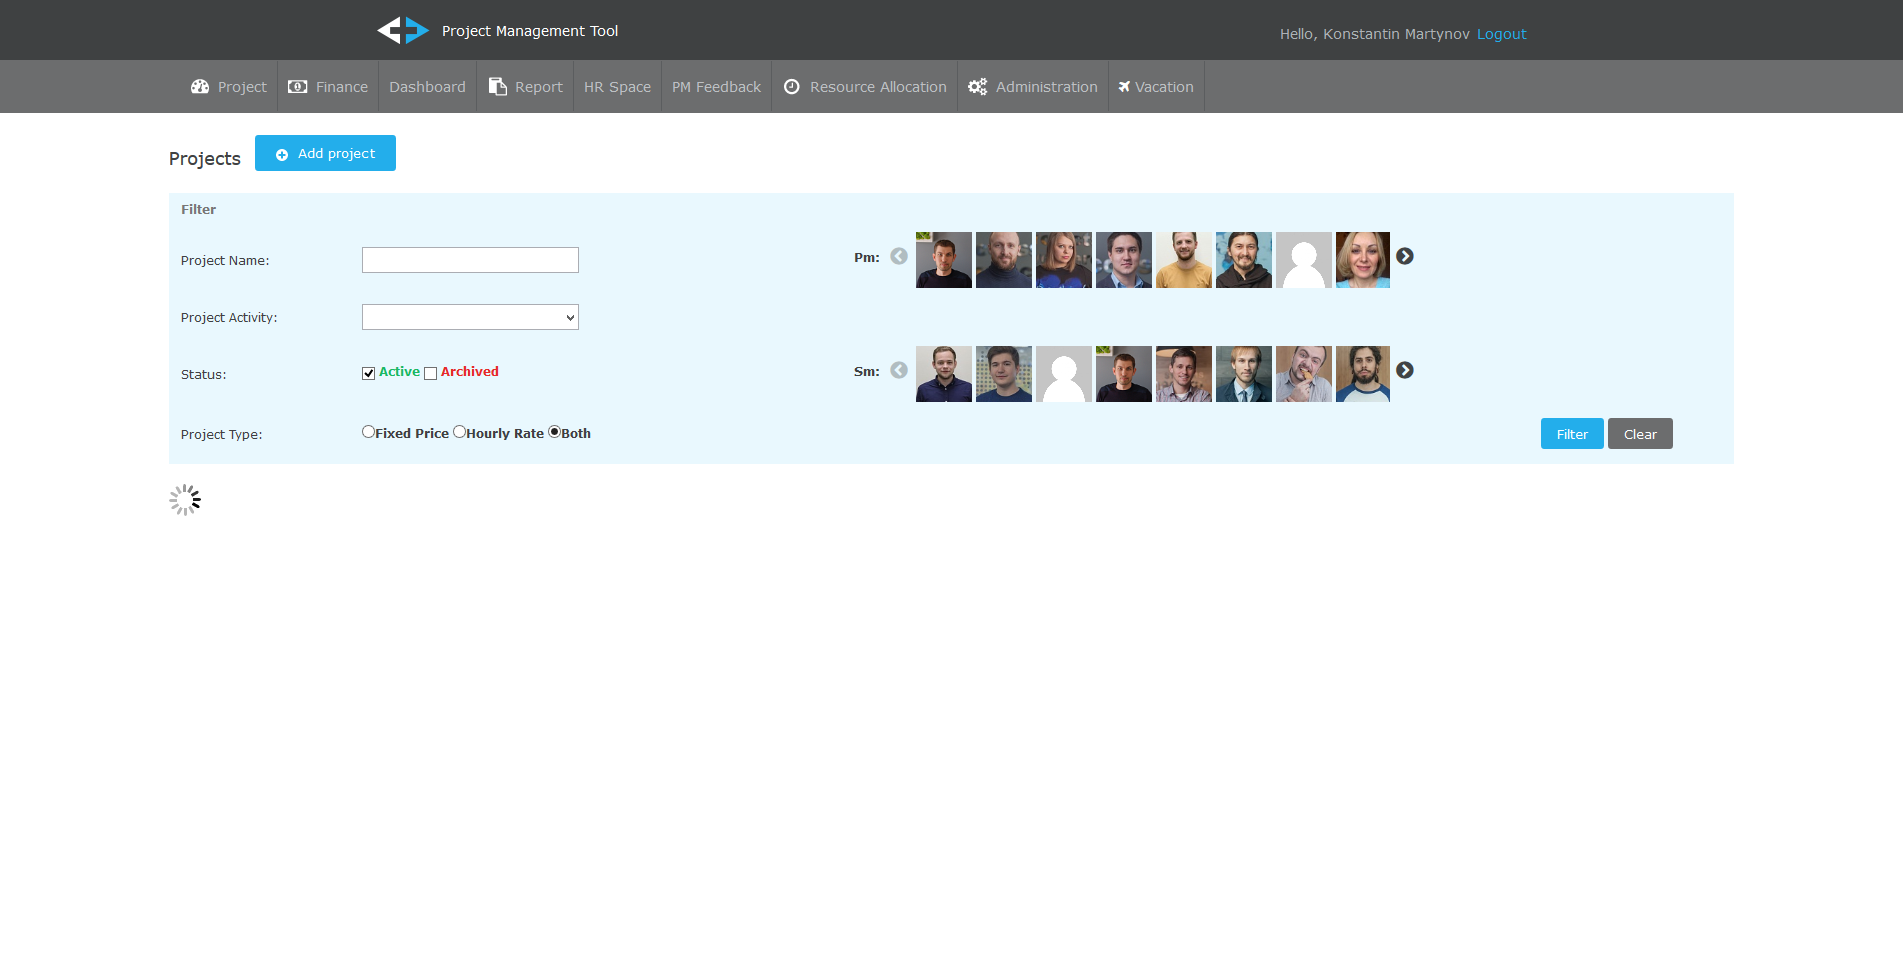 Project Management Tool
Hello, Konstantin Martynov Logout
Project Finance Dashboard Report HR Space PM Feedback Resource Allocation Administration Vacation
Projects Add project
Filter
Project Name:
Pm:
Project Activity:
Status: Active Archived
Sm:
Project Type: Fixed Price Hourly Rate Both
Filter Clear